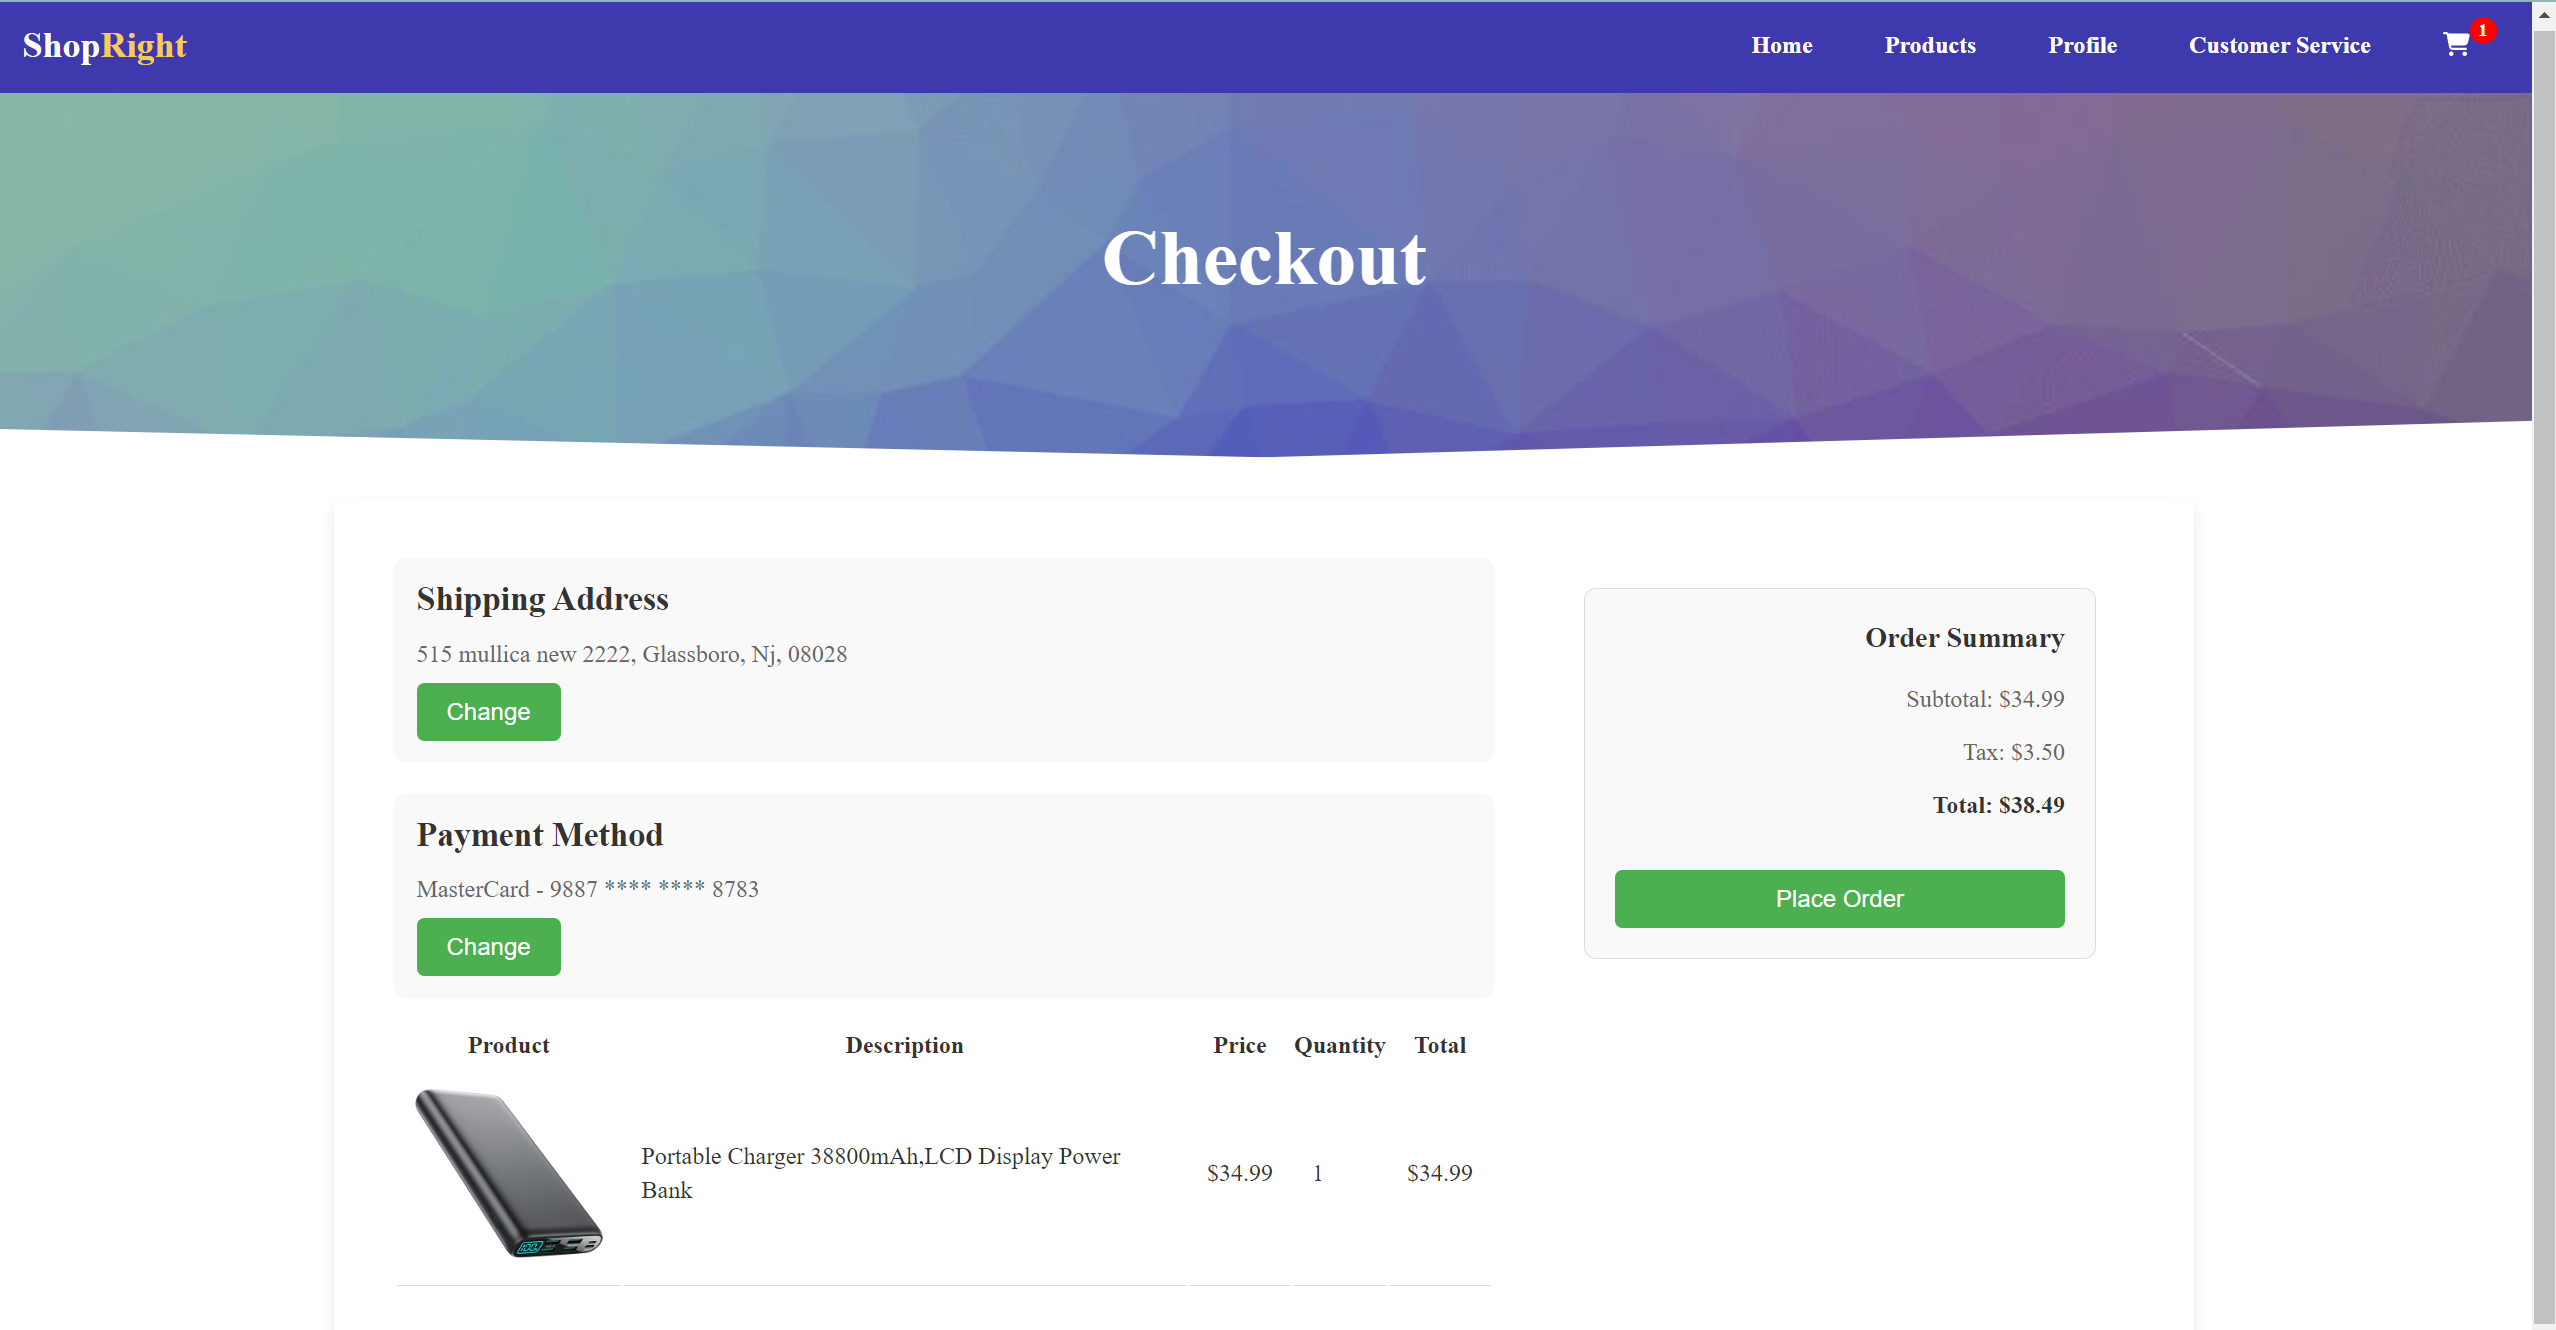 ShopRight
Home Products Profile Customer Service 1
Checkout
Shipping Address
515 mullica new 2222, Glassboro, Nj, 08028
Change
Payment Method
MasterCard - 9887 **** **** 8783
Change
Order Summary
Subtotal: $34.99
Tax: $3.50
Total: $38.49
Place Order
Product Description Price Quantity Total
Portable Charger 38800mAh,LCD Display Power
Bank
$34.99 1 $34.99
100%